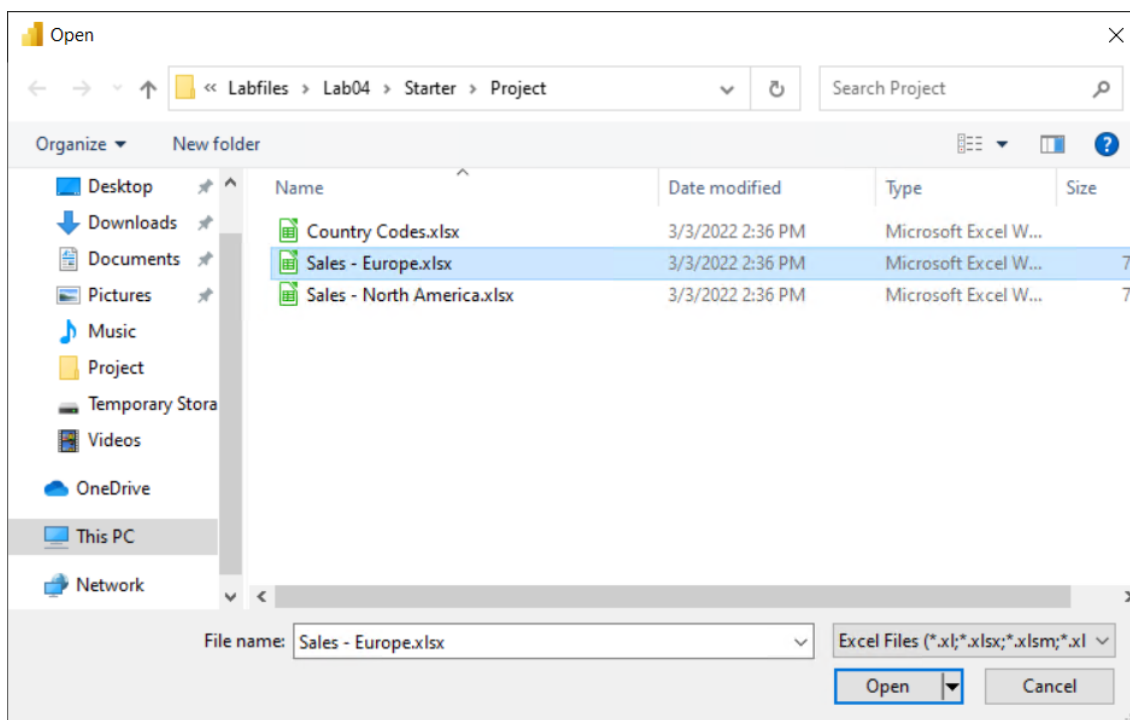 Open
« Labfiles › Lab04 › Starter › Project
Search Project
Organize
New folder
Name
Date modified
Type
Size
Desktop
Downloads
Documents
Pictures
Music
Project
Temporary Stora
Videos
OneDrive
This PC
Network
Country Codes.xlsx 3/3/2022 2:36 PM Microsoft Excel W...
Sales - Europe.xlsx 3/3/2022 2:36 PM Microsoft Excel W... 7
Sales - North America.xlsx 3/3/2022 2:36 PM Microsoft Excel W... 7
File name: Sales - Europe.xlsx
Excel Files (*.xl;*.xlsx;*.xlsm;*.xl
Open
Cancel